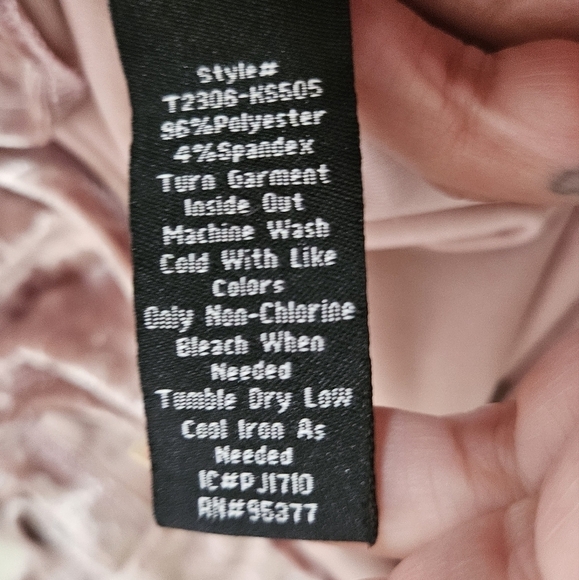 Style#
T2306-KS505
96%Polyester
4%Spandex
Turn Garment
Inside Out
Machine Wash
Cold With Like
Colors
Only Non-Chlorine
Bleach When
Needed
Tumble Dry Low
Cool Iron As
Needed
IC#PJ1710
RN#95377